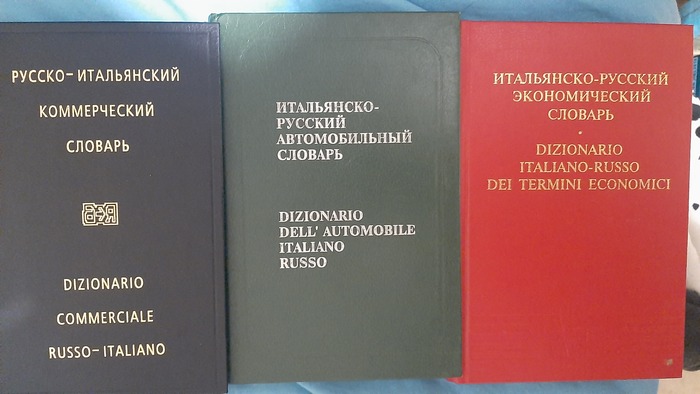 РУССКО-ИТАЛЬЯНСКИЙ
КОММЕРЧЕСКИЙ
СЛОВАРЬ
DIZIONARIO
COMMERCIALE
RUSSO-ITALIANO
ИТАЛЬЯНСКО-
РУССКИЙ
АВТОМОБИЛЬНЫЙ
СЛОВАРЬ
DIZIONARIO
DELL' AUTOMOBILE
ITALIANO
RUSSO
ИТАЛЬЯНСКО-РУССКИЙ
ЭКОНОМИЧЕСКИЙ
СЛОВАРЬ
DIZIONARIO
ITALIANO-RUSSO
DEI TERMINI ECONOMICI